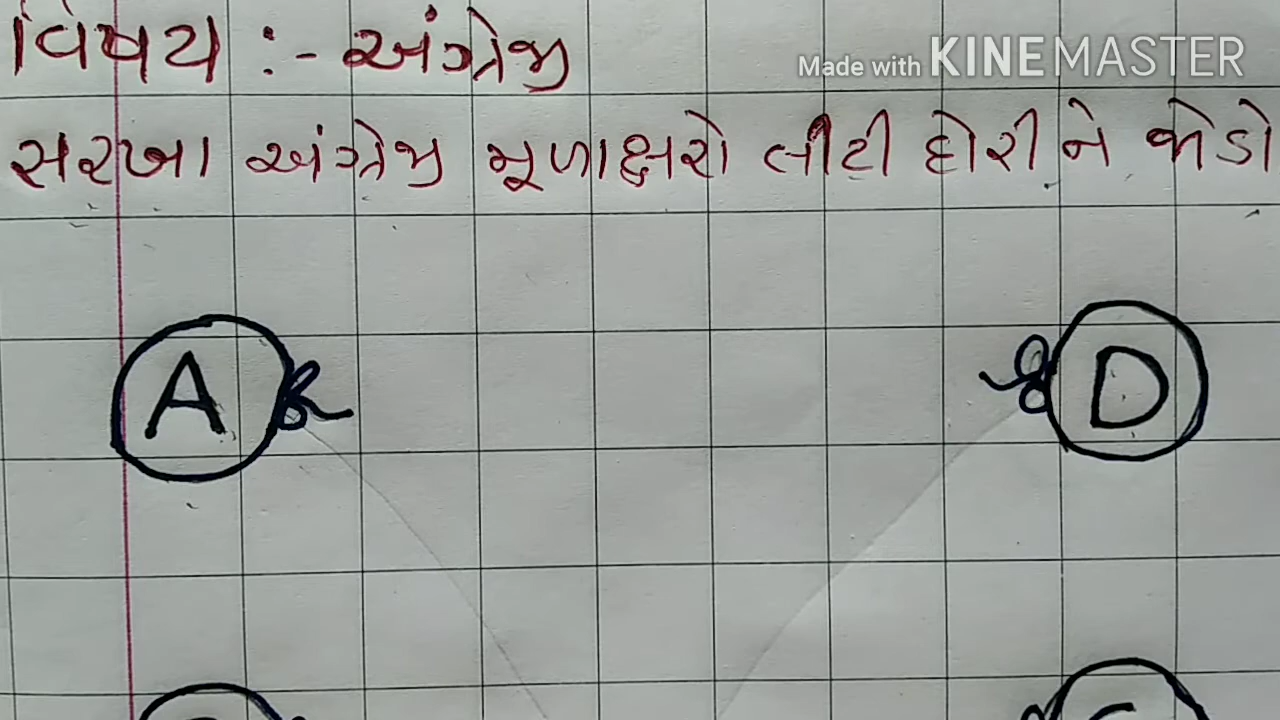 વિષય :- અંગ્રેજી
Made with KINEMASTER
સરખા અંગ્રેજી મૂળાક્ષરો લીટી દોરીને જોડો
A D